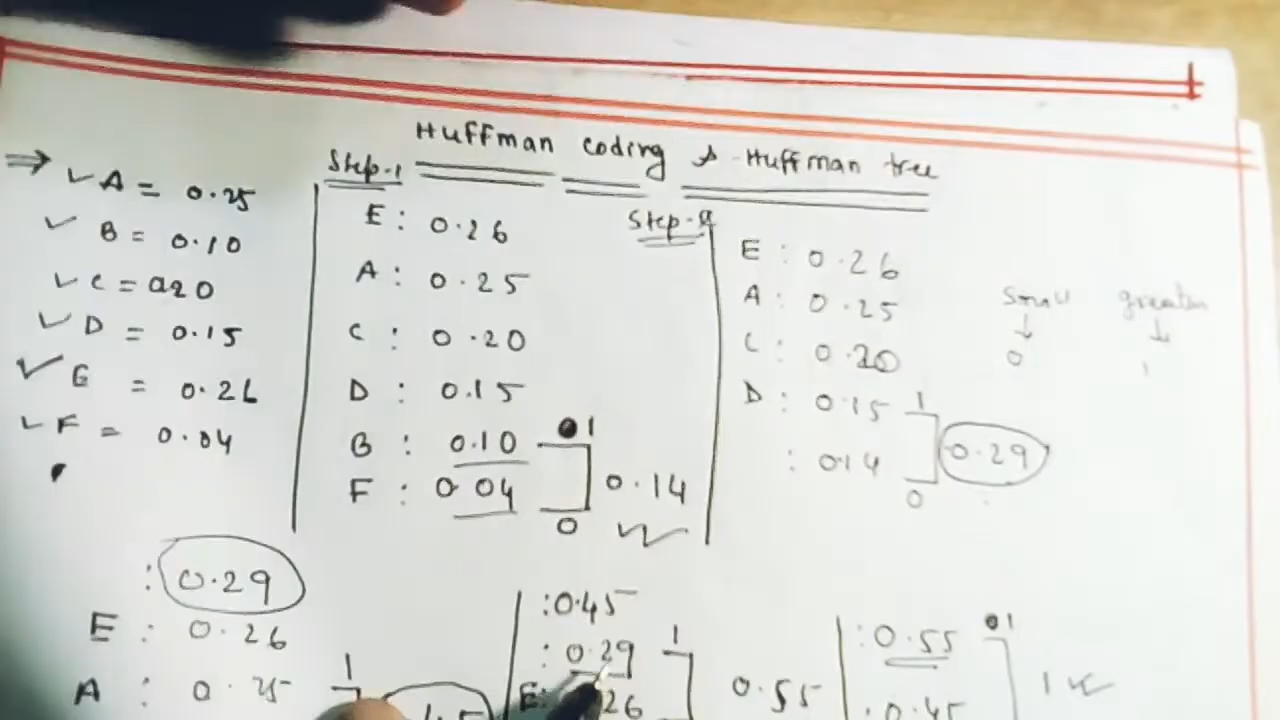 Huffman coding & Huffman tree
⇒ ✓ A = 0.25
✓ B = 0.10
✓ C = 0.20
✓ D = 0.15
✓ E = 0.26
✓ F = 0.04
Step-1
E : 0.26
A : 0.25
C : 0.20
D : 0.15
B : 0.10 1
F : 0.04 0
0.14
Step-2
E : 0.26
A : 0.25
C : 0.20
D : 0.15 1
: 0.14 0
0.29
small greater
↓ ↓
0 1
: 0.29
E : 0.26
A : 0.25 1
: 0.45
: 0.29 1
E: 0.26
0.55
: 0.55 1
: 0.45
1